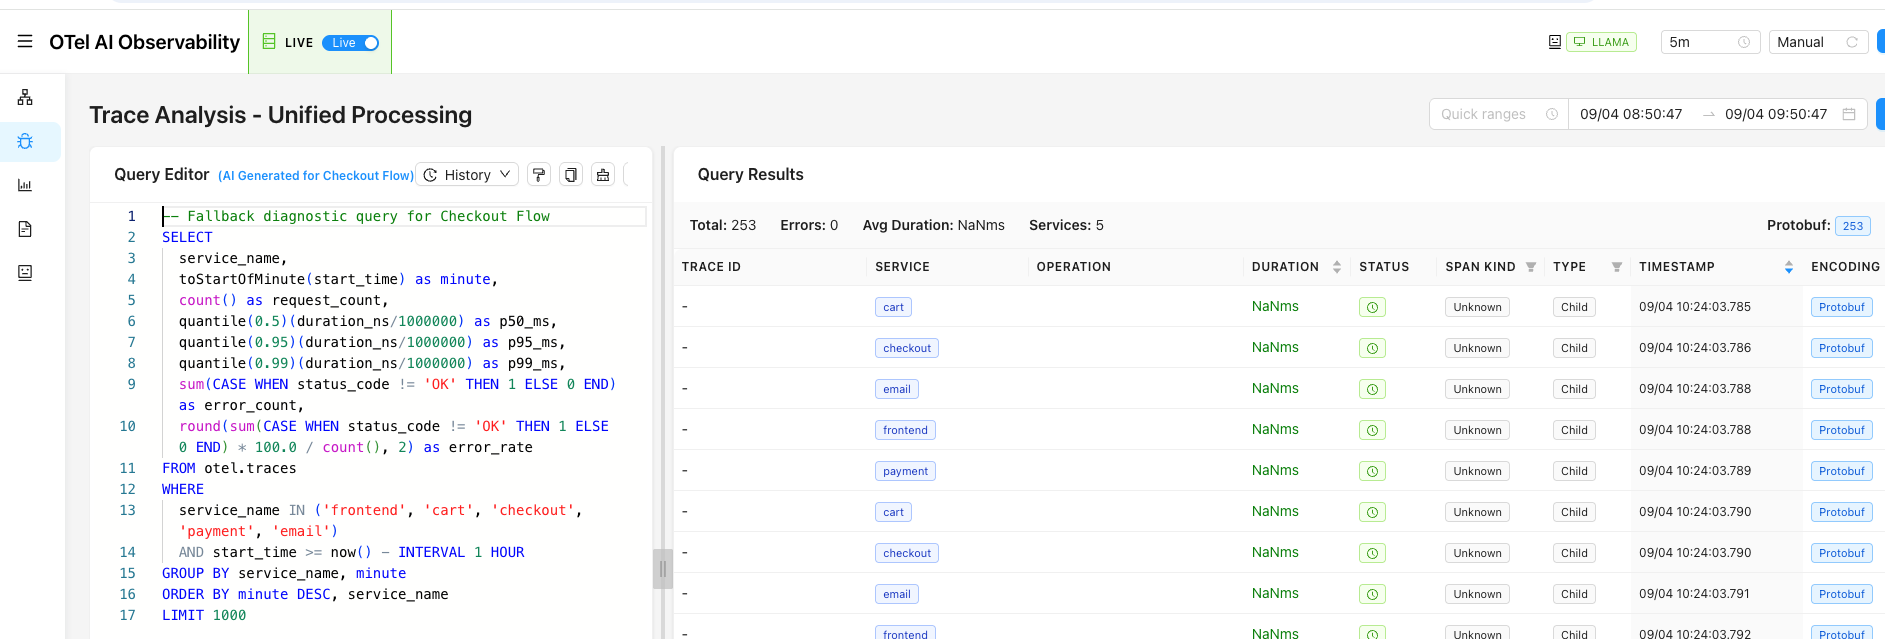 OTel AI Observability
LIVE Live
LLAMA
5m
Manual
Trace Analysis - Unified Processing
Quick ranges
09/04 08:50:47 → 09/04 09:50:47
Query Editor (AI Generated for Checkout Flow) History
1 -- Fallback diagnostic query for Checkout Flow
2 SELECT
3 service_name,
4 toStartOfMinute(start_time) as minute,
5 count() as request_count,
6 quantile(0.5)(duration_ns/1000000) as p50_ms,
7 quantile(0.95)(duration_ns/1000000) as p95_ms,
8 quantile(0.99)(duration_ns/1000000) as p99_ms,
9 sum(CASE WHEN status_code != 'OK' THEN 1 ELSE 0 END)
as error_count,
10 round(sum(CASE WHEN status_code != 'OK' THEN 1 ELSE
0 END) * 100.0 / count(), 2) as error_rate
11 FROM otel.traces
12 WHERE
13 service_name IN ('frontend', 'cart', 'checkout',
'payment', 'email')
14 AND start_time >= now() - INTERVAL 1 HOUR
15 GROUP BY service_name, minute
16 ORDER BY minute DESC, service_name
17 LIMIT 1000
Query Results
Total: 253 Errors: 0 Avg Duration: NaNms Services: 5 Protobuf: 253
TRACE ID SERVICE OPERATION DURATION STATUS SPAN KIND TYPE TIMESTAMP ENCODING
- cart NaNms Unknown Child 09/04 10:24:03.785 Protobuf
- checkout NaNms Unknown Child 09/04 10:24:03.786 Protobuf
- email NaNms Unknown Child 09/04 10:24:03.788 Protobuf
- frontend NaNms Unknown Child 09/04 10:24:03.788 Protobuf
- payment NaNms Unknown Child 09/04 10:24:03.789 Protobuf
- cart NaNms Unknown Child 09/04 10:24:03.790 Protobuf
- checkout NaNms Unknown Child 09/04 10:24:03.790 Protobuf
- email NaNms Unknown Child 09/04 10:24:03.791 Protobuf
- frontend NaNms Unknown Child 09/04 10:24:03.792 Protobuf